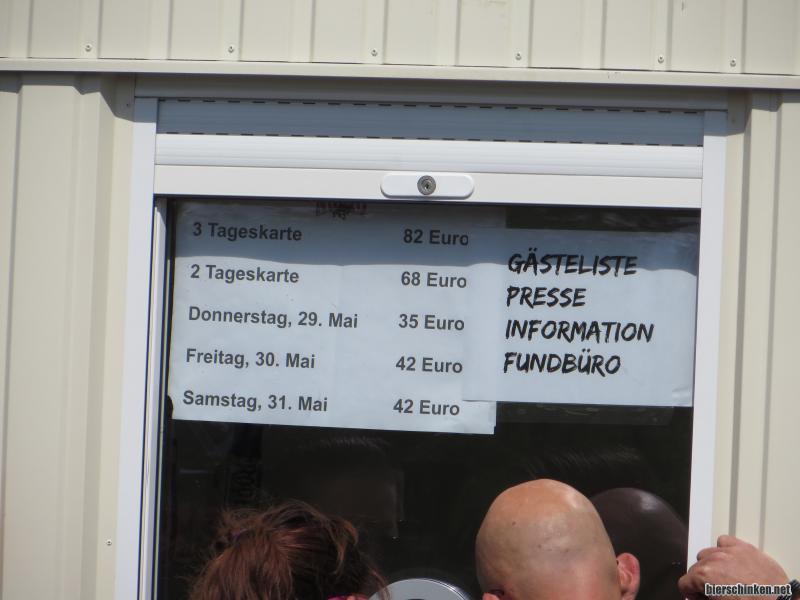 3 Tageskarte 82 Euro
2 Tageskarte 68 Euro
Donnerstag, 29. Mai 35 Euro
Freitag, 30. Mai 42 Euro
Samstag, 31. Mai 42 Euro
GÄSTELISTE
PRESSE
INFORMATION
FUNDBÜRO
bierschinken.net